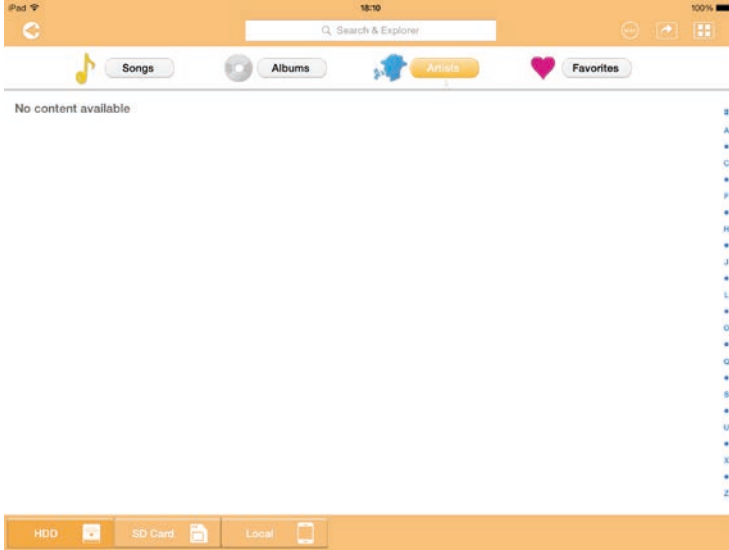 iPad 18:10 100%
Search & Explorer
Songs Albums Artists Favorites
No content available
#
A
C
F
H
J
L
O
Q
S
U
X
Z
HDD SD Card Local